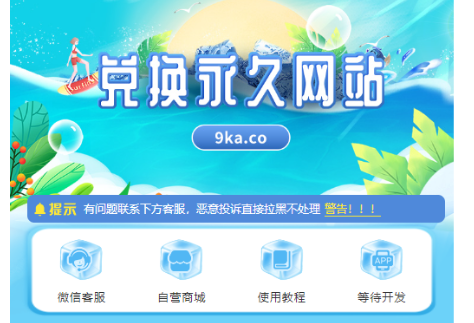 Surfing
兑换永久网站
9ka.co
提示 有问题联系下方客服，恶意投诉直接拉黑不处理 警告！！！
APP
微信客服 自营商城 使用教程 等待开发